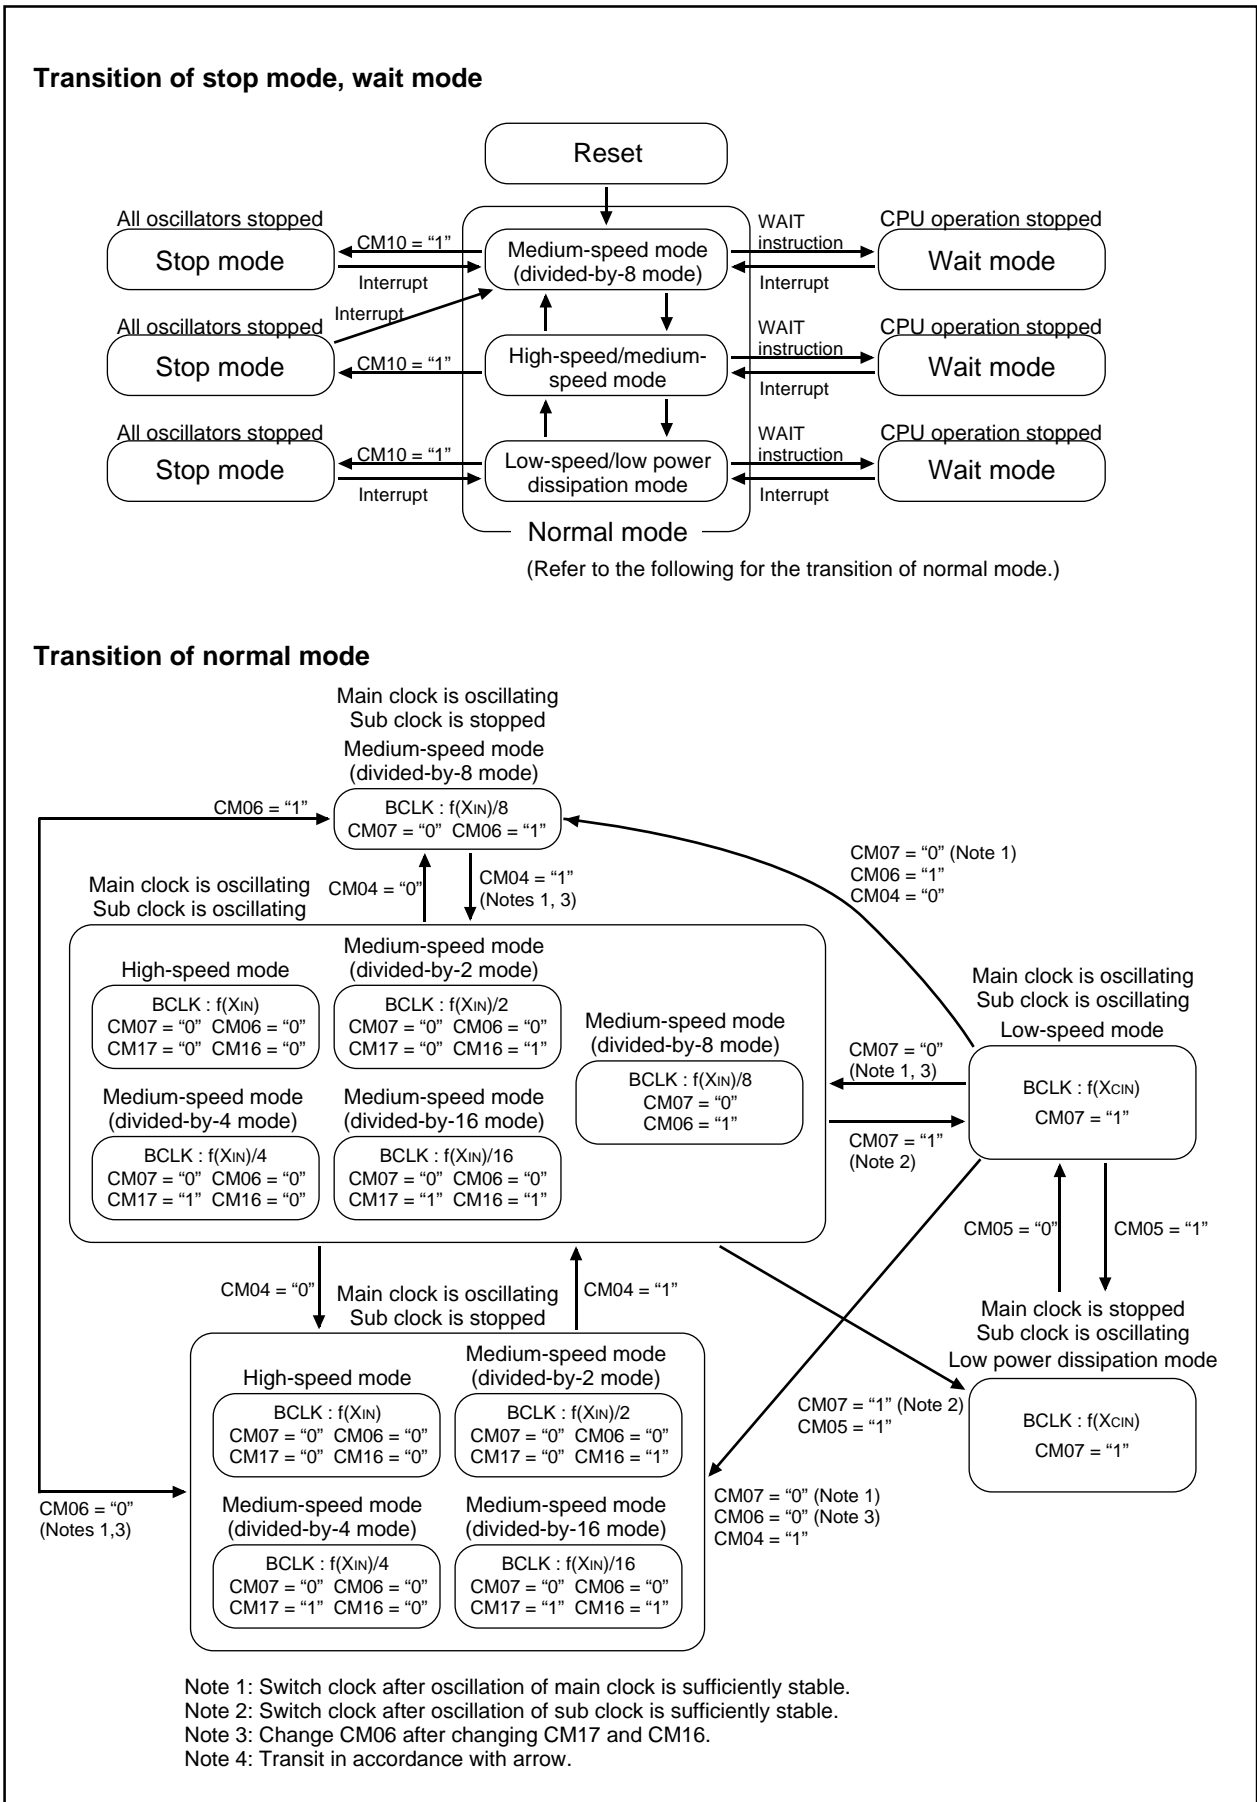 Transition of stop mode, wait mode
Reset
All oscillators stopped
Stop mode
CM10 = “1”
Interrupt
Medium-speed mode
(divided-by-8 mode)
WAIT
instruction
Interrupt
CPU operation stopped
Wait mode
Interrupt
All oscillators stopped
Stop mode
CM10 = “1”
High-speed/medium-
speed mode
WAIT
instruction
Interrupt
CPU operation stopped
Wait mode
All oscillators stopped
Stop mode
CM10 = “1”
Interrupt
Low-speed/low power
dissipation mode
WAIT
instruction
Interrupt
CPU operation stopped
Wait mode
Normal mode
(Refer to the following for the transition of normal mode.)
Transition of normal mode
Main clock is oscillating
Sub clock is stopped
Medium-speed mode
(divided-by-8 mode)
CM06 = “1”
BCLK : f(XIN)/8
CM07 = “0” CM06 = “1”
CM07 = “0” (Note 1)
CM06 = “1”
CM04 = “0”
Main clock is oscillating
Sub clock is oscillating
CM04 = “0”
CM04 = “1”
(Notes 1, 3)
High-speed mode
BCLK : f(XIN)
CM07 = “0” CM06 = “0”
CM17 = “0” CM16 = “0”
Medium-speed mode
(divided-by-2 mode)
BCLK : f(XIN)/2
CM07 = “0” CM06 = “0”
CM17 = “0” CM16 = “1”
Medium-speed mode
(divided-by-8 mode)
BCLK : f(XIN)/8
CM07 = “0”
CM06 = “1”
Medium-speed mode
(divided-by-4 mode)
BCLK : f(XIN)/4
CM07 = “0” CM06 = “0”
CM17 = “1” CM16 = “0”
Medium-speed mode
(divided-by-16 mode)
BCLK : f(XIN)/16
CM07 = “0” CM06 = “0”
CM17 = “1” CM16 = “1”
CM07 = “0”
(Note 1, 3)
CM07 = “1”
(Note 2)
Main clock is oscillating
Sub clock is oscillating
Low-speed mode
BCLK : f(XCIN)
CM07 = “1”
CM05 = “0”
CM05 = “1”
CM04 = “0”
Main clock is oscillating
Sub clock is stopped
CM04 = “1”
Main clock is stopped
Sub clock is oscillating
Low power dissipation mode
BCLK : f(XCIN)
CM07 = “1”
CM07 = “1” (Note 2)
CM05 = “1”
High-speed mode
BCLK : f(XIN)
CM07 = “0” CM06 = “0”
CM17 = “0” CM16 = “0”
Medium-speed mode
(divided-by-2 mode)
BCLK : f(XIN)/2
CM07 = “0” CM06 = “0”
CM17 = “0” CM16 = “1”
CM06 = “0”
(Notes 1,3)
Medium-speed mode
(divided-by-4 mode)
BCLK : f(XIN)/4
CM07 = “0” CM06 = “0”
CM17 = “1” CM16 = “0”
Medium-speed mode
(divided-by-16 mode)
BCLK : f(XIN)/16
CM07 = “0” CM06 = “0”
CM17 = “1” CM16 = “1”
CM07 = “0” (Note 1)
CM06 = “0” (Note 3)
CM04 = “1”
Note 1: Switch clock after oscillation of main clock is sufficiently stable.
Note 2: Switch clock after oscillation of sub clock is sufficiently stable.
Note 3: Change CM06 after changing CM17 and CM16.
Note 4: Transit in accordance with arrow.